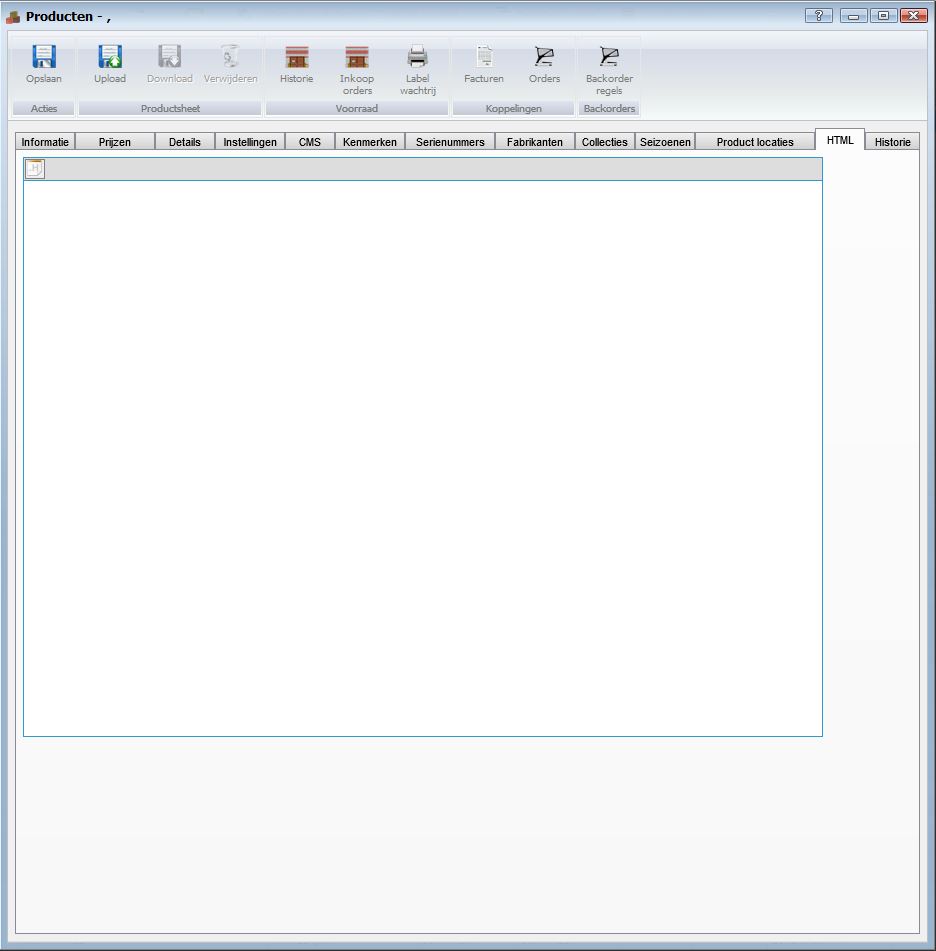 Producten - ,
?
Opslaan
Upload
Download
Verwijderen
Historie
Inkoop
orders
Label
wachtrij
Facturen
Orders
Backorder
regels
Acties
Productsheet
Voorraad
Koppelingen
Backorders
Informatie Prijzen Details Instellingen CMS Kenmerken Serienummers Fabrikanten Collecties Seizoenen Product locaties HTML Historie
H